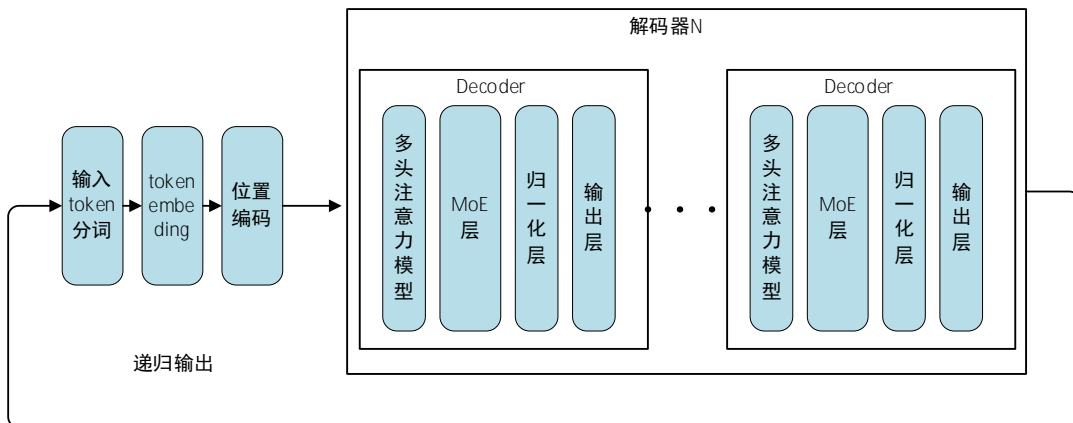 解码器N
Decoder
多头注意力模型
MoE
层
归一化层
输出层
Decoder
多头注意力模型
MoE
层
归一化层
输出层
输入
token
分词
token
embe
ding
位置
编码
递归输出